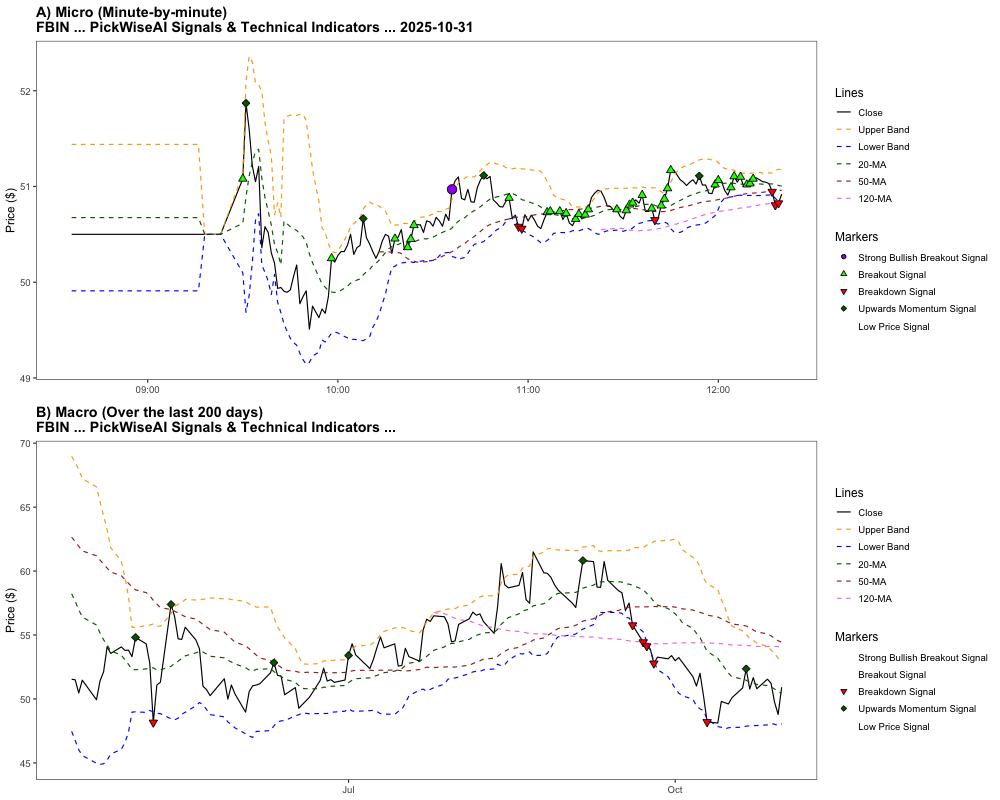 A) Micro (Minute-by-minute)
FBIN ... PickWiseAI Signals & Technical Indicators ... 2025-10-31
52
51
50
49
Price ($)
09:00
10:00
11:00
12:00
Lines
Close
Upper Band
Lower Band
20-MA
50-MA
120-MA
Markers
Strong Bullish Breakout Signal
Breakout Signal
Breakdown Signal
Upwards Momentum Signal
Low Price Signal
B) Macro (Over the last 200 days)
FBIN ... PickWiseAI Signals & Technical Indicators ...
70
65
60
55
50
45
Price ($)
Jul
Oct
Lines
Close
Upper Band
Lower Band
20-MA
50-MA
120-MA
Markers
Strong Bullish Breakout Signal
Breakout Signal
Breakdown Signal
Upwards Momentum Signal
Low Price Signal